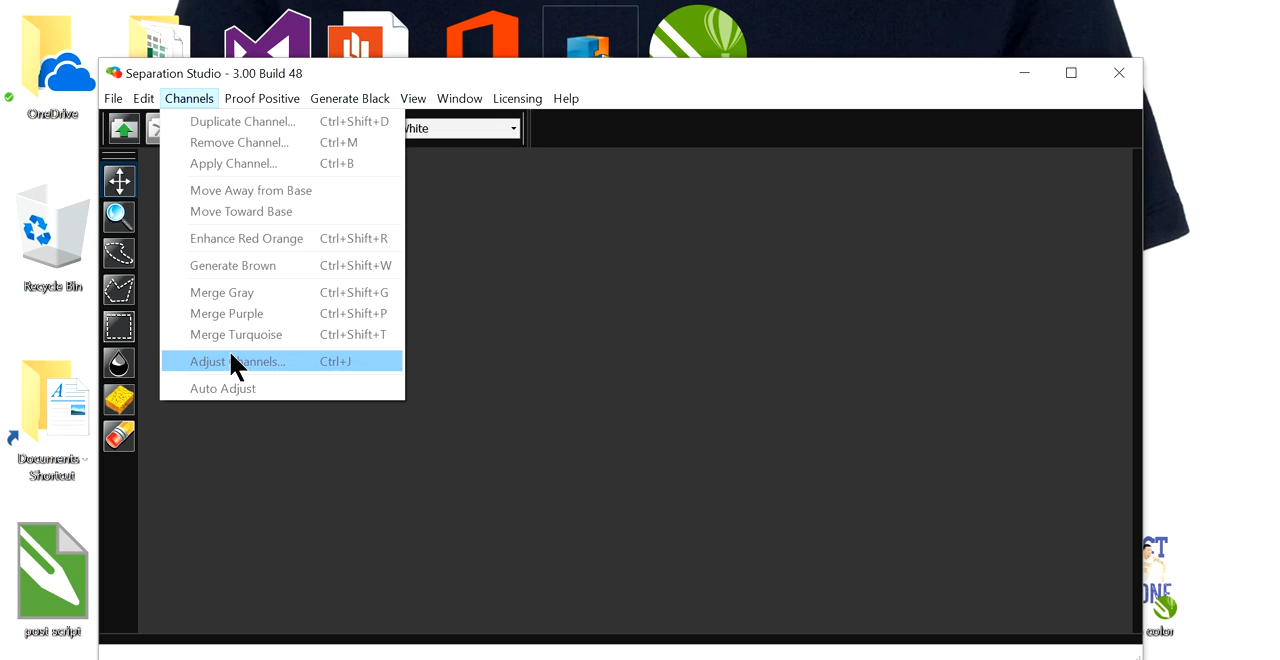 OneDrive
Separation Studio - 3.00 Build 48
File Edit Channels Proof Positive Generate Black View Window Licensing Help
Duplicate Channel... Ctrl+Shift+D
Remove Channel... Ctrl+M
Apply Channel... Ctrl+B
Move Away from Base
Move Toward Base
Enhance Red Orange Ctrl+Shift+R
Generate Brown Ctrl+Shift+W
Merge Gray Ctrl+Shift+G
Merge Purple Ctrl+Shift+P
Merge Turquoise Ctrl+Shift+T
Adjust Channels... Ctrl+J
Auto Adjust
Recycle Bin
Documents - Shortcut
post script
color